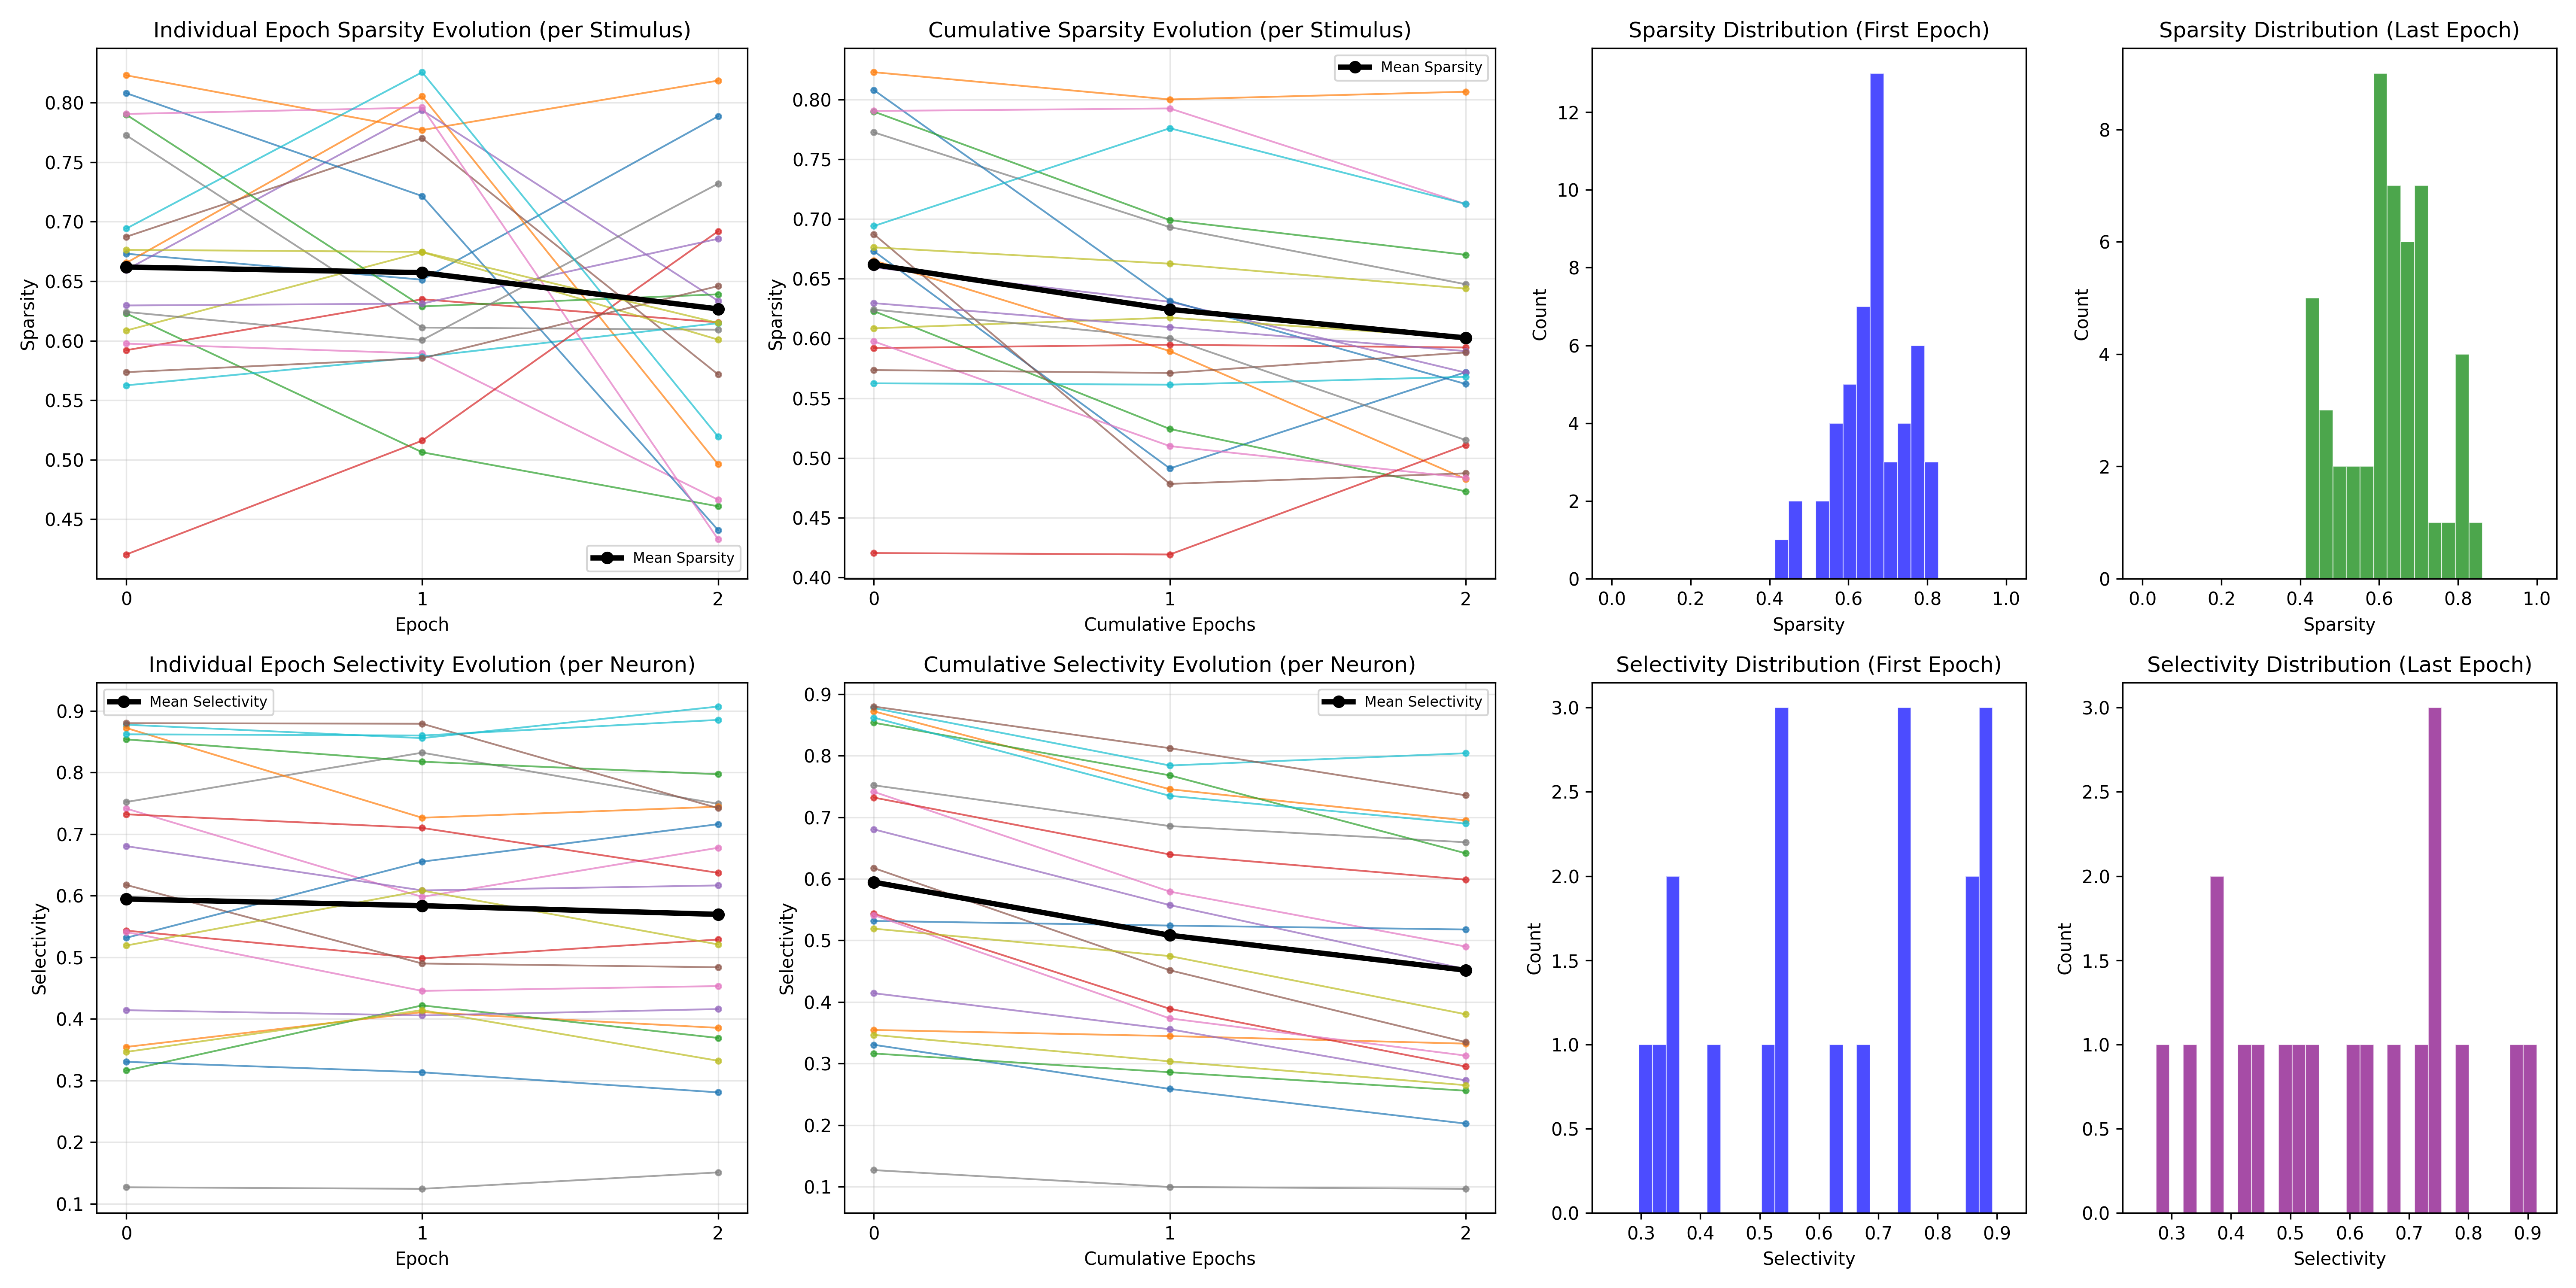 Individual Epoch Sparsity Evolution (per Stimulus)
Sparsity
0.80
0.75
0.70
0.65
0.60
0.55
0.50
0.45
Mean Sparsity
0 1 2
Epoch
Cumulative Sparsity Evolution (per Stimulus)
Sparsity
Mean Sparsity
0.80
0.75
0.70
0.65
0.60
0.55
0.50
0.45
0.40
0 1 2
Cumulative Epochs
Sparsity Distribution (First Epoch)
Count
12
10
8
6
4
2
0
0.0 0.2 0.4 0.6 0.8 1.0
Sparsity
Sparsity Distribution (Last Epoch)
Count
8
6
4
2
0
0.0 0.2 0.4 0.6 0.8 1.0
Sparsity
Individual Epoch Selectivity Evolution (per Neuron)
Selectivity
Mean Selectivity
0.9
0.8
0.7
0.6
0.5
0.4
0.3
0.2
0.1
0 1 2
Epoch
Cumulative Selectivity Evolution (per Neuron)
Selectivity
Mean Selectivity
0.9
0.8
0.7
0.6
0.5
0.4
0.3
0.2
0.1
0 1 2
Cumulative Epochs
Selectivity Distribution (First Epoch)
Count
3.0
2.5
2.0
1.5
1.0
0.5
0.0
0.3 0.4 0.5 0.6 0.7 0.8 0.9
Selectivity
Selectivity Distribution (Last Epoch)
Count
3.0
2.5
2.0
1.5
1.0
0.5
0.0
0.3 0.4 0.5 0.6 0.7 0.8 0.9
Selectivity